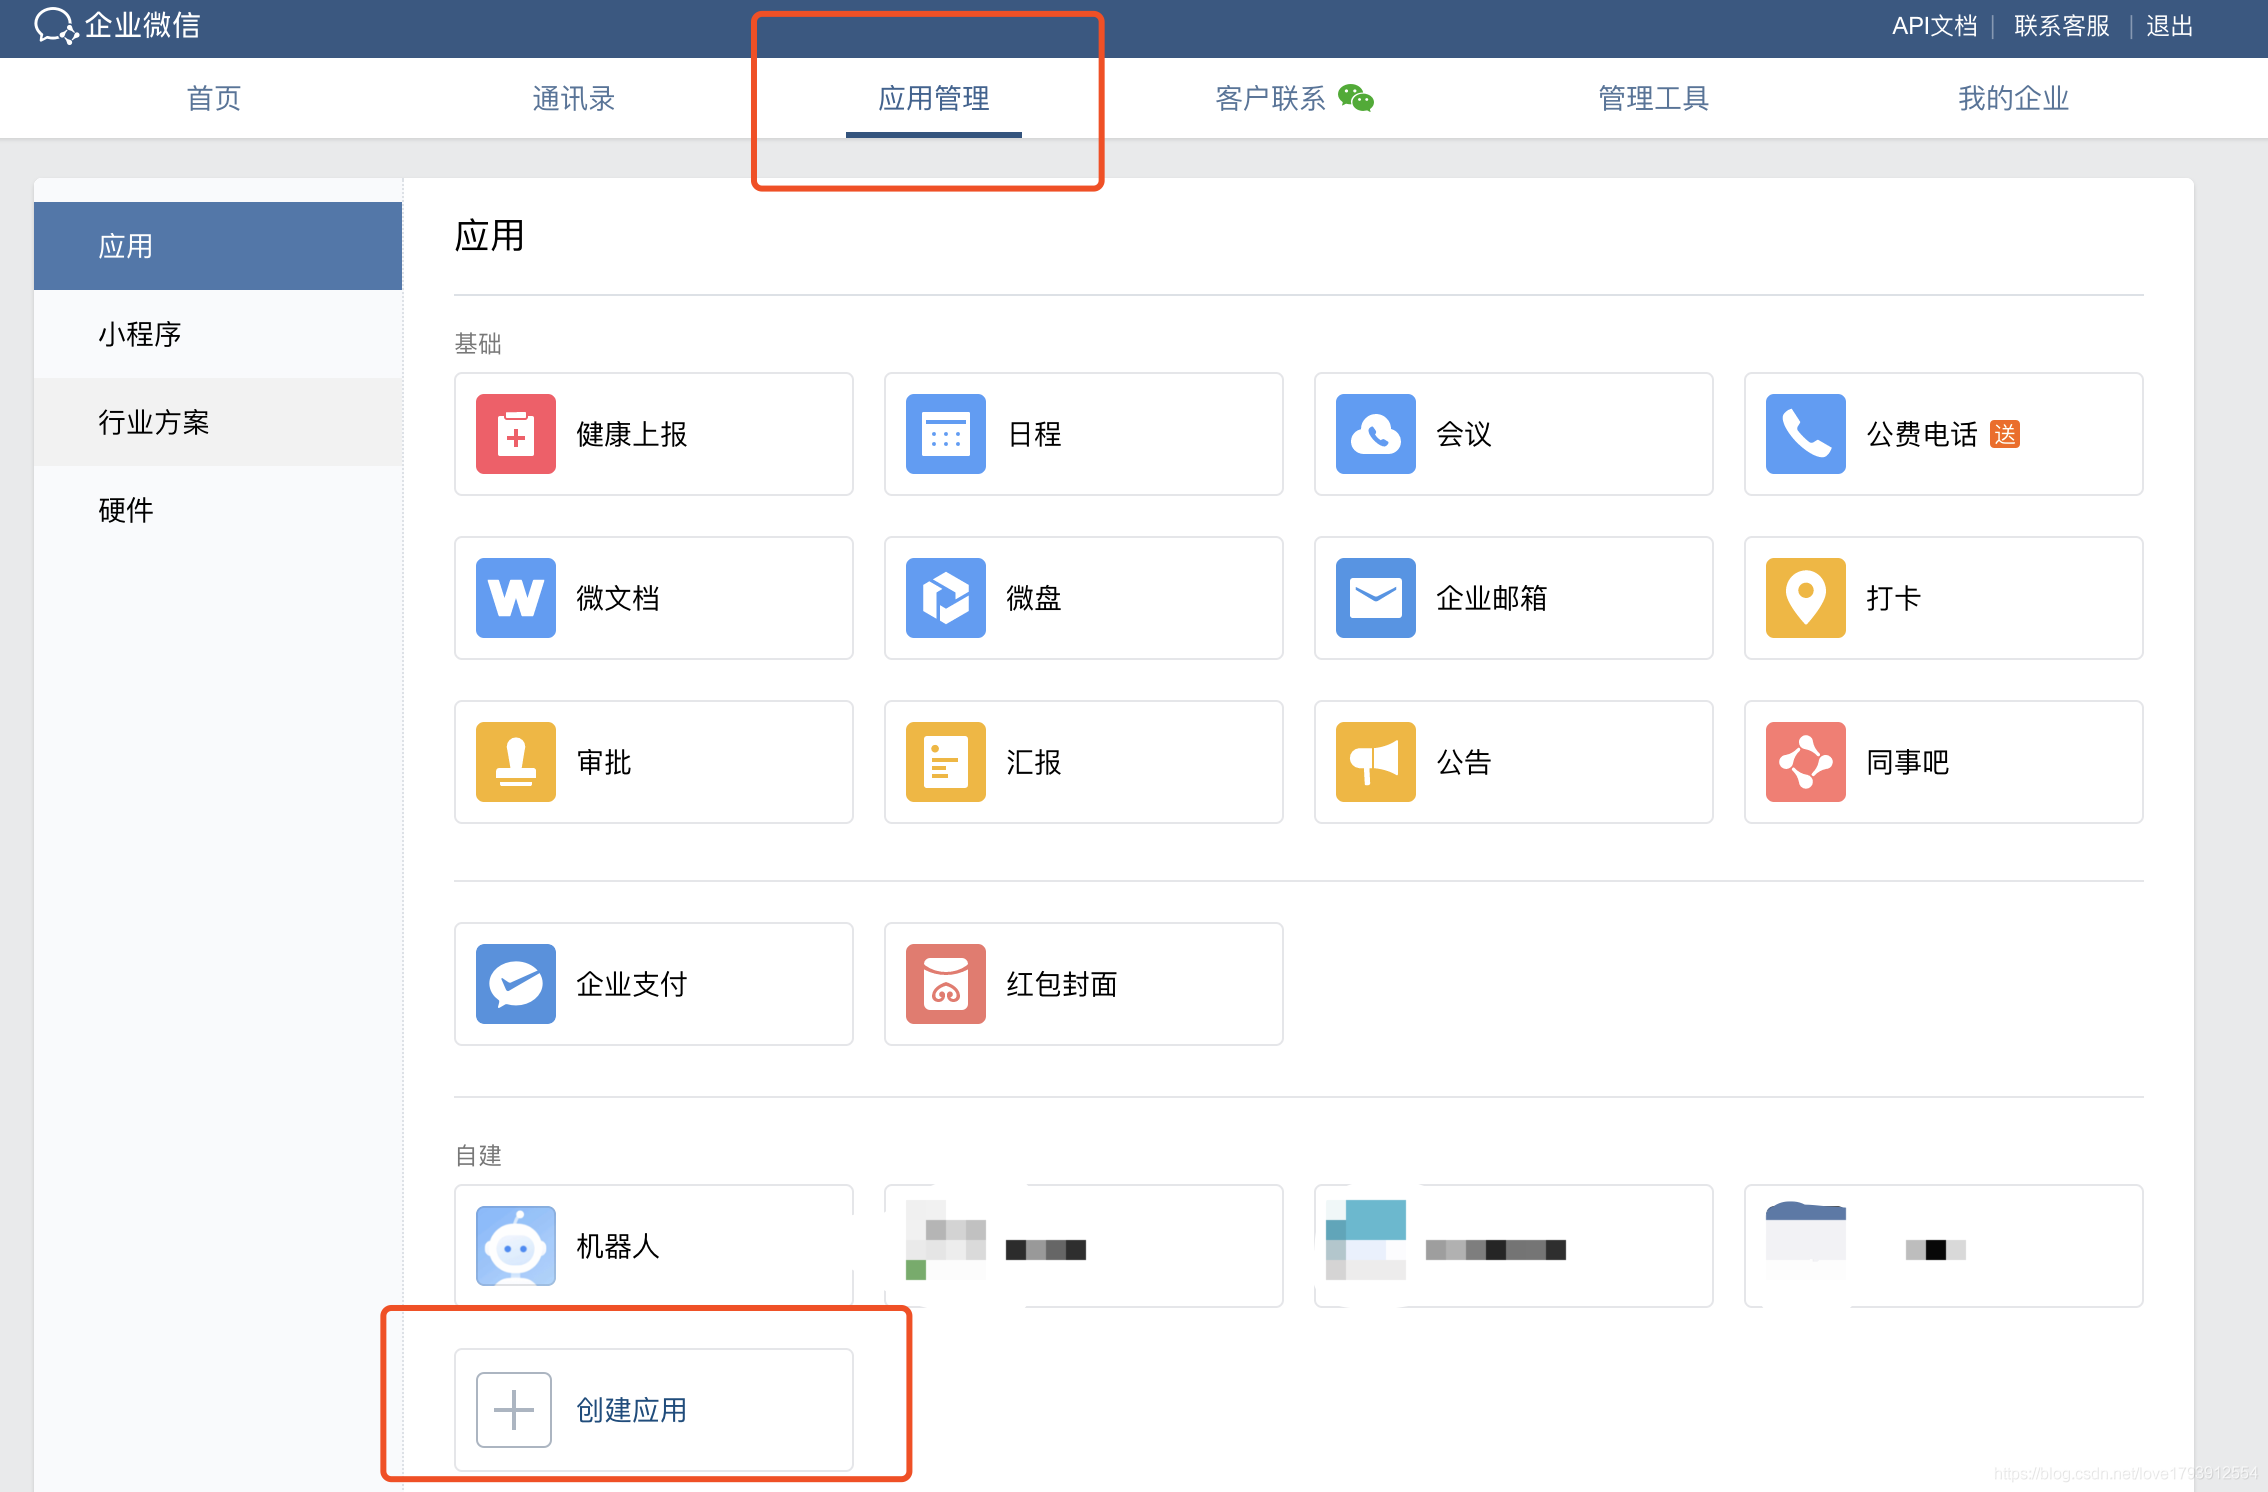 企业微信
API文档 | 联系客服 | 退出
首页 通讯录 应用管理 客户联系 管理工具 我的企业
应用
小程序
行业方案
硬件
应用
基础
健康上报 日程 会议 公费电话 送
微文档 微盘 企业邮箱 打卡
审批 汇报 公告 同事吧
企业支付 红包封面
自建
机器人
创建应用
https://blog.csdn.net/love1793912554